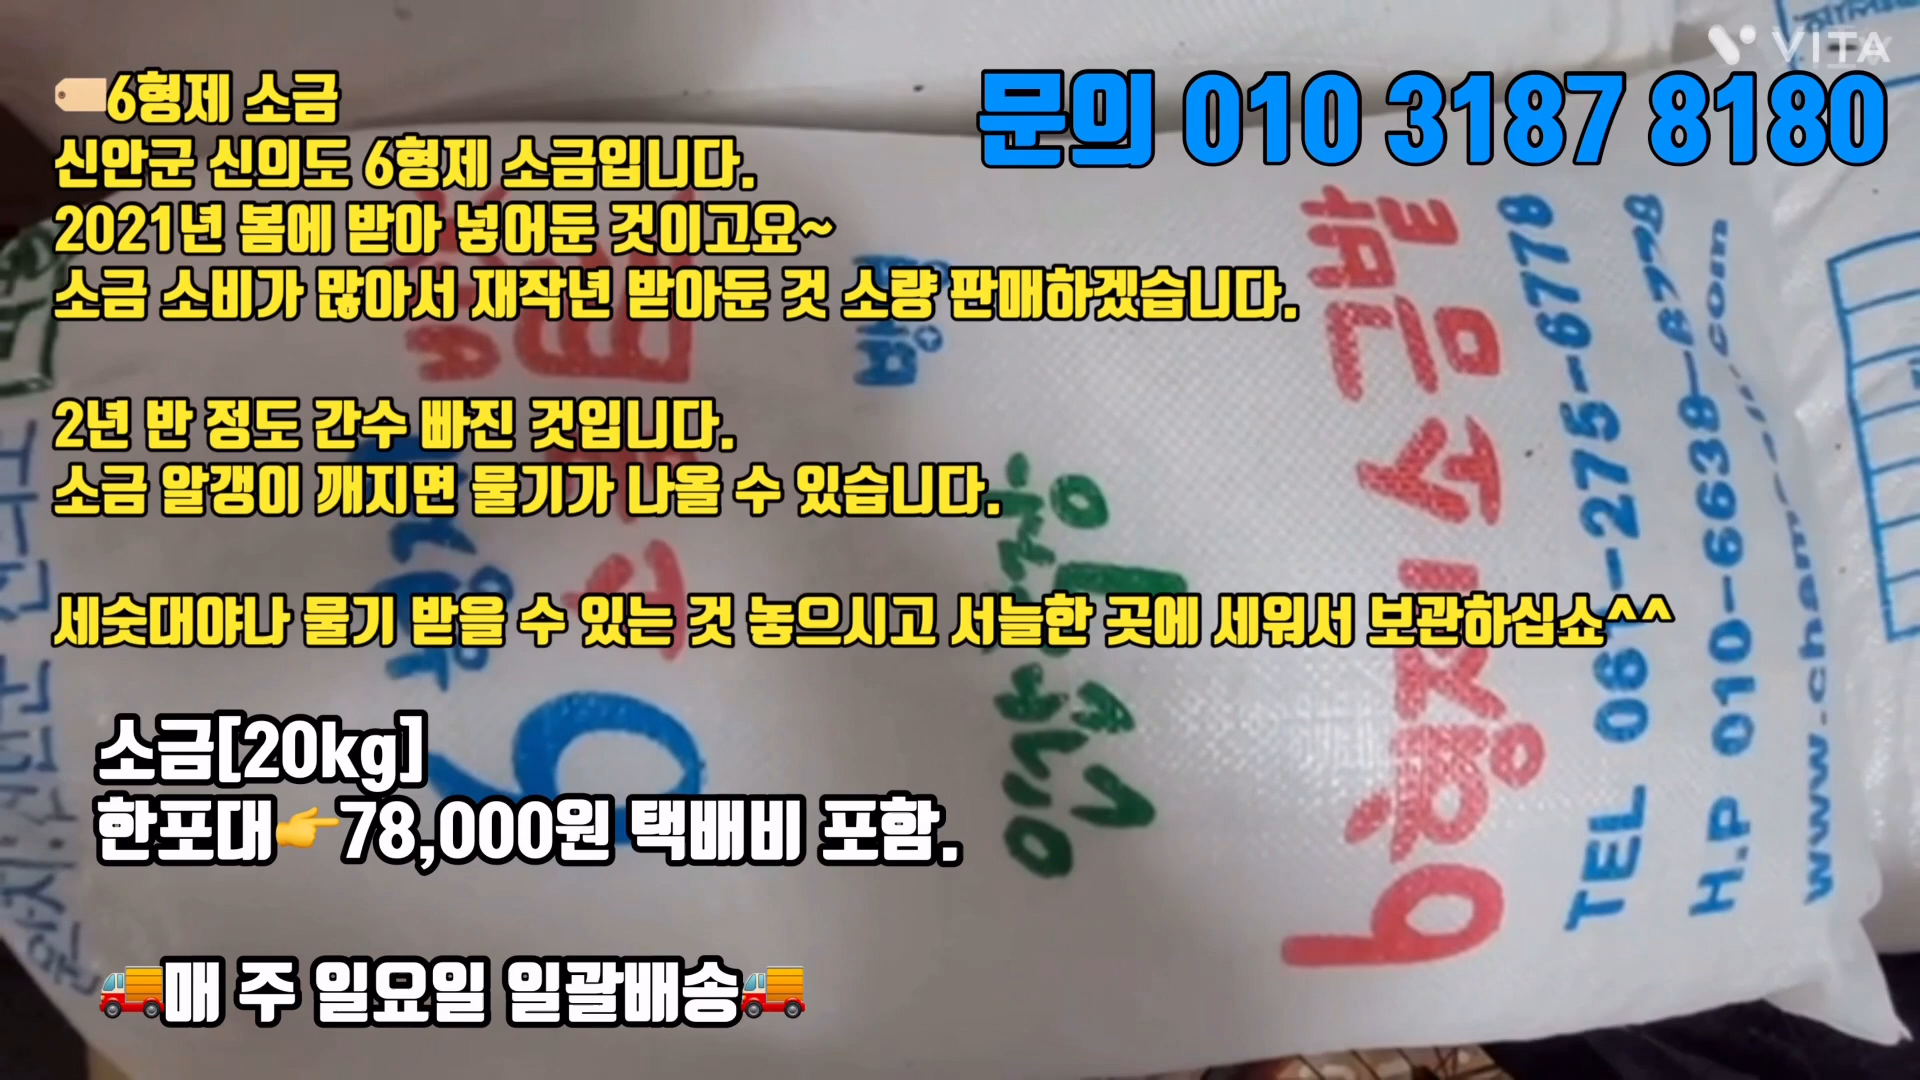 VITA
6형제 소금
문의 010 3187 8180
신안군 신의도 6형제 소금입니다.
2021년 봄에 받아 넣어둔 것이고요~
소금 소비가 많아서 재작년 받아둔 것 소량 판매하겠습니다.
2년 반 정도 간수 빠진 것입니다.
소금 알갱이 깨지면 물기가 나올 수 있습니다.
세숫대야나 물기 받을 수 있는 것 놓으시고 서늘한 곳에 세워서 보관하십쇼^^
소금[20kg]
한포대👉78,000원 택배비 포함.
🚚매 주 일요일 일괄배송🚚
6형제소금밭
TEL 061-275-6778
H.P 010-6638-6778